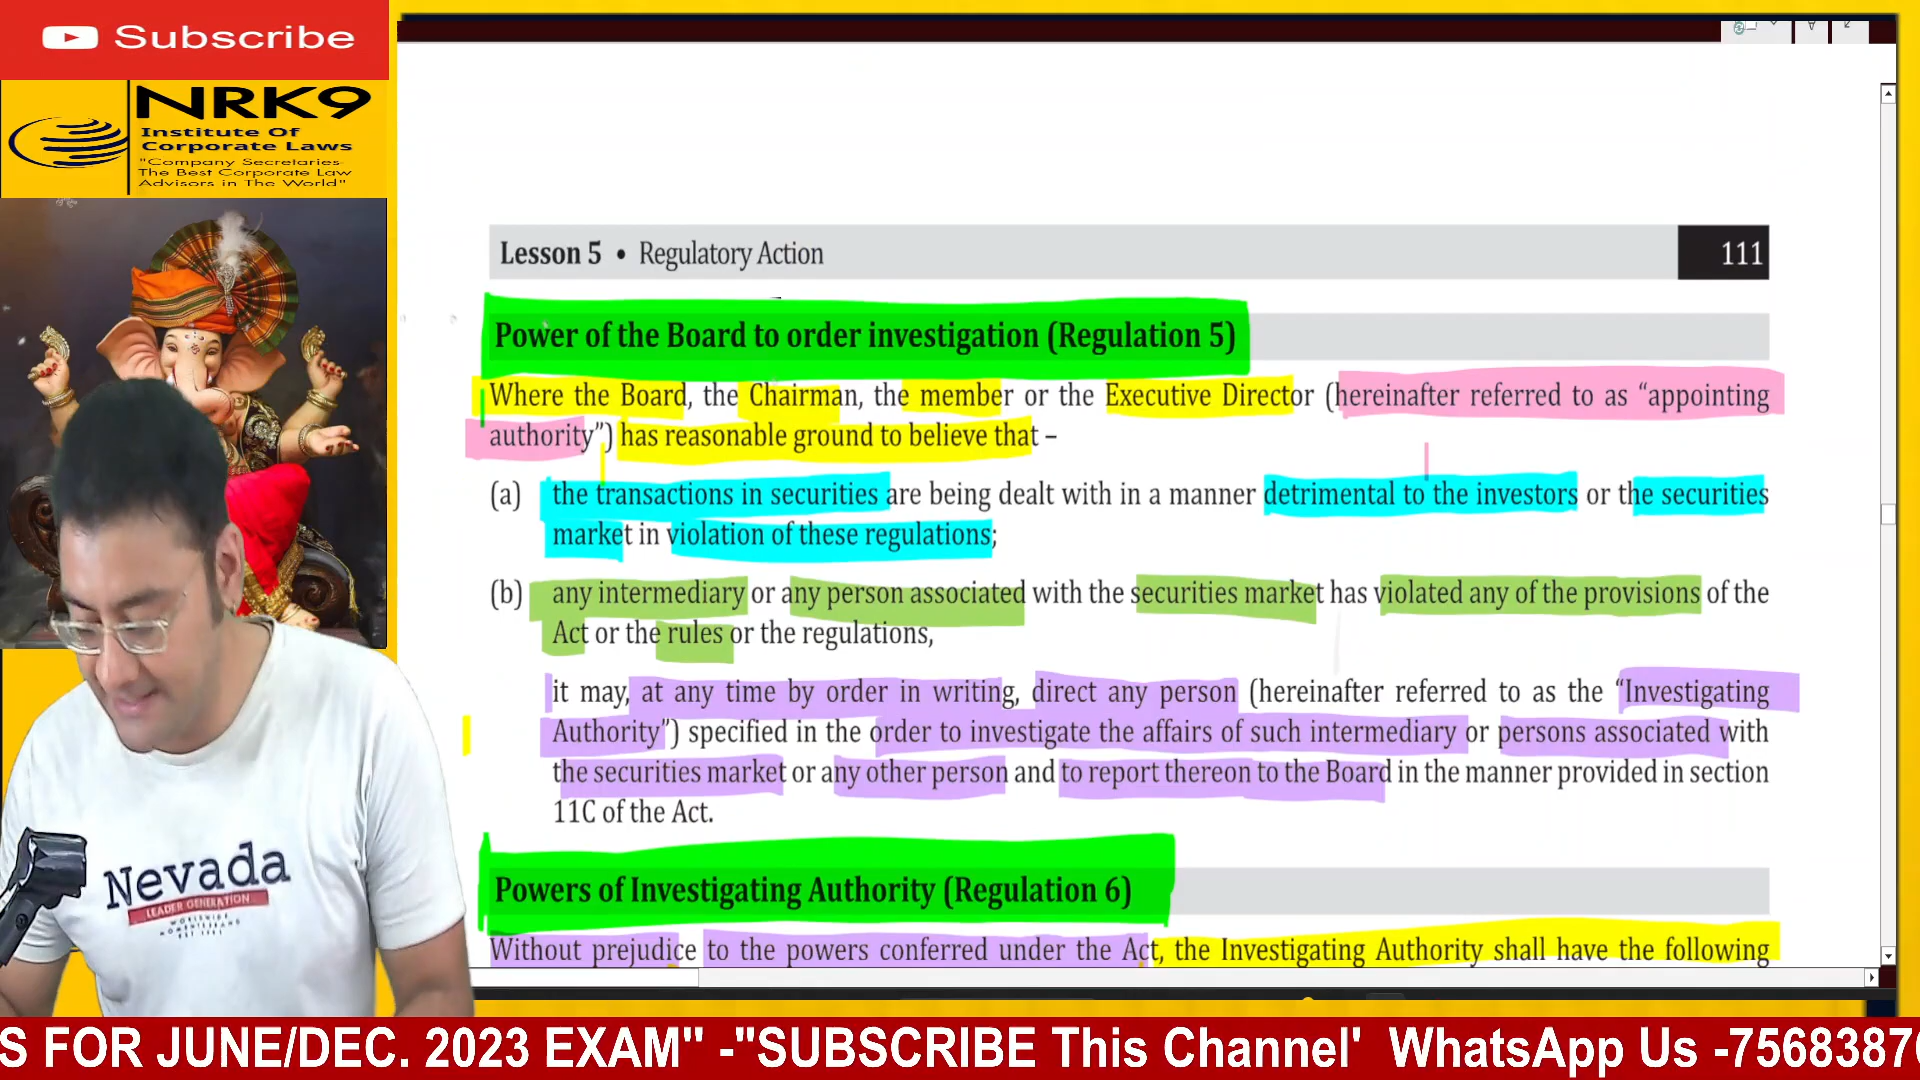 Subscribe
NRK9
Institute Of
Corporate Laws
"Company Secretaries-
The Best Corporate Law
Advisors in The World"
Lesson 5 • Regulatory Action
111
Power of the Board to order investigation (Regulation 5)
Where the Board, the Chairman, the member or the Executive Director (hereinafter referred to as “appointing
authority”) has reasonable ground to believe that –
(a) the transactions in securities are being dealt with in a manner detrimental to the investors or the securities
market in violation of these regulations;
(b) any intermediary or any person associated with the securities market has violated any of the provisions of the
Act or the rules or the regulations,
it may, at any time by order in writing, direct any person (hereinafter referred to as the “Investigating
Authority”) specified in the order to investigate the affairs of such intermediary or persons associated with
the securities market or any other person and to report thereon to the Board in the manner provided in section
11C of the Act.
Powers of Investigating Authority (Regulation 6)
Without prejudice to the powers conferred under the Act, the Investigating Authority shall have the following
Nevada
LEADER GENERATION
WORLDWIDE
S FOR JUNE/DEC. 2023 EXAM" -"SUBSCRIBE This Channel' WhatsApp Us -7568387